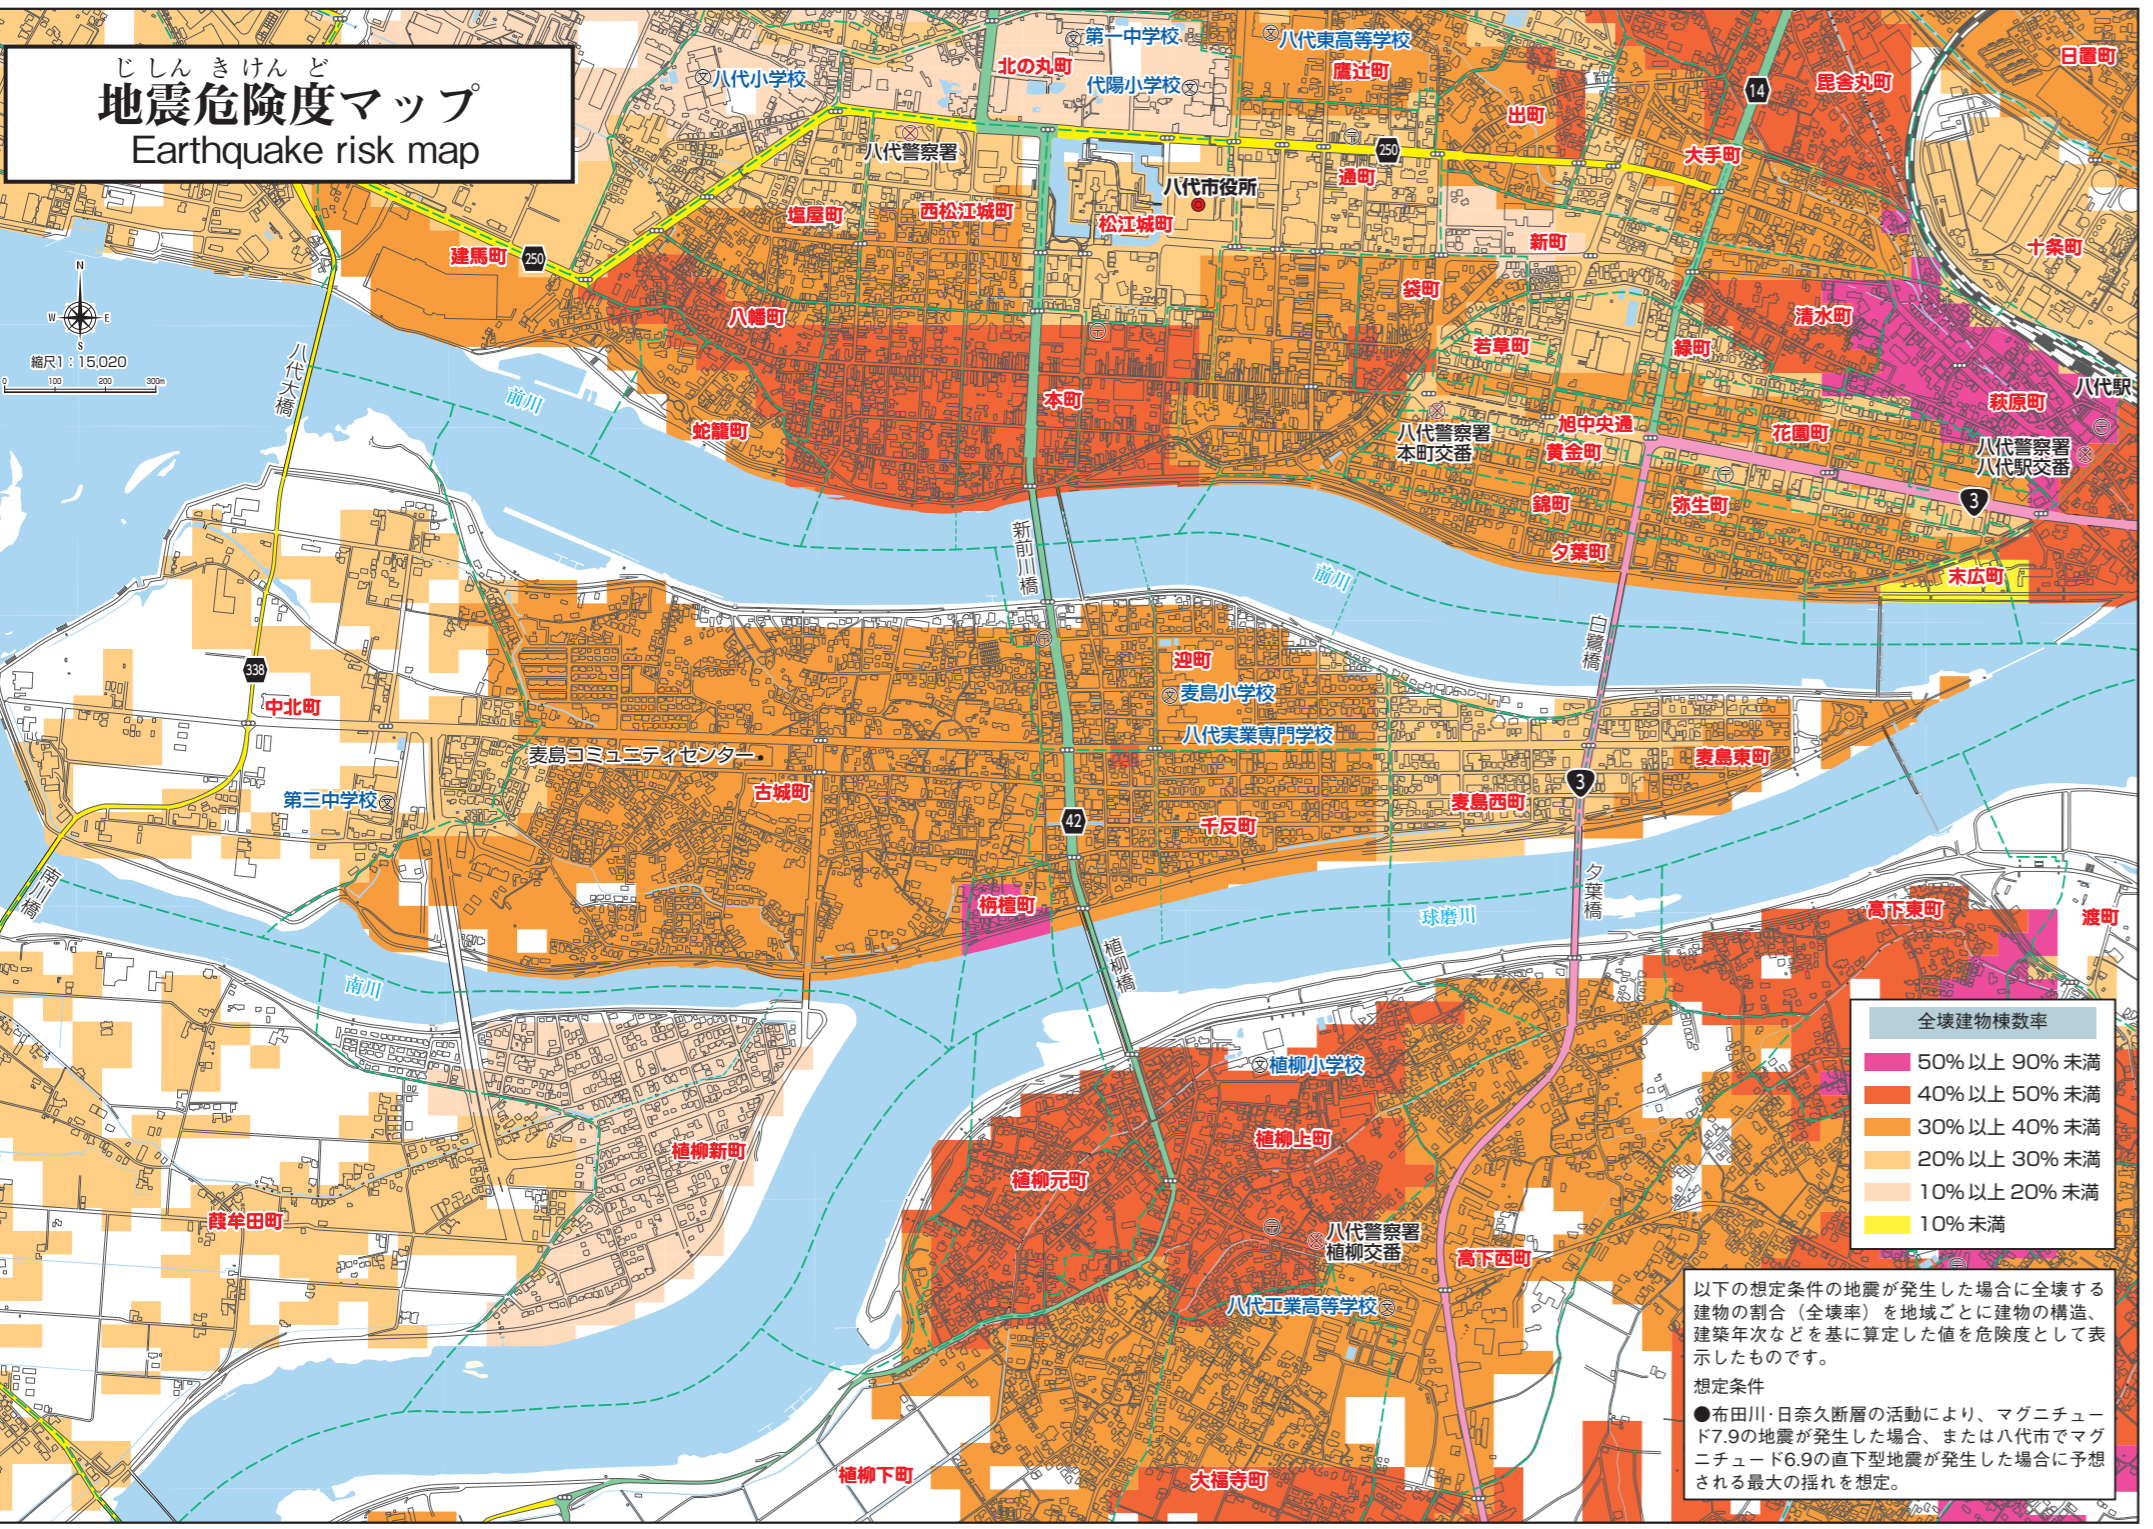 じしんきけんど
地震危険度マップ
Earthquake risk map
N
W
E
S
縮尺1:15,020
0 100 200 300m
第一中学校
八代東高等学校
日置町
北の丸町
八代小学校
代陽小学校
鷹辻町
14
毘舎丸町
出町
八代警察署
250
大手町
八代市役所
通町
塩屋町
西松江城町
松江城町
新町
十条町
建馬町
250
袋町
八幡町
清水町
若草町
緑町
八代大橋
八代駅
前川
本町
萩原町
蛇籠町
旭中央通
花園町
八代警察署
本町交番
黄金町
八代警察署
八代駅交番
錦町
弥生町
3
新前川橋
夕葉町
前川
末広町
白鷺橋
338
迎町
麦島小学校
中北町
八代実業専門学校
麦島コミュニティセンター
麦島東町
3
第三中学校
古城町
麦島西町
42
千反町
南川橋
夕葉橋
栴檀町
球磨川
高下東町
渡町
植柳橋
南川
植柳小学校
植柳新町
植柳上町
植柳元町
葭牟田町
八代警察署
植柳交番
高下西町
八代工業高等学校
植柳下町
大福寺町
全壊建物棟数率
50%以上 90%未満
40%以上 50%未満
30%以上 40%未満
20%以上 30%未満
10%以上 20%未満
10%未満
以下の想定条件の地震が発生した場合に全壊する
建物の割合（全壊率）を地域ごとに建物の構造、
建築年次などを基に算定した値を危険度として表
示したものです。
想定条件
●布田川・日奈久断層の活動により、マグニチュー
ド7.9の地震が発生した場合、または八代市でマグ
ニチュード6.9の直下型地震が発生した場合に予想
される最大の揺れを想定。